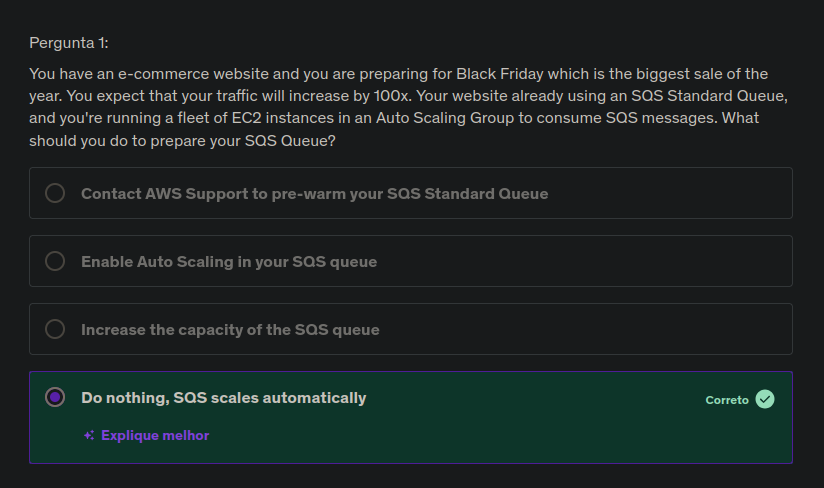 Pergunta 1:
You have an e-commerce website and you are preparing for Black Friday which is the biggest sale of the
year. You expect that your traffic will increase by 100x. Your website already using an SQS Standard Queue,
and you're running a fleet of EC2 instances in an Auto Scaling Group to consume SQS messages. What
should you do to prepare your SQS Queue?
Contact AWS Support to pre-warm your SQS Standard Queue
Enable Auto Scaling in your SQS queue
Increase the capacity of the SQS queue
Do nothing, SQS scales automatically
Correto
Explique melhor